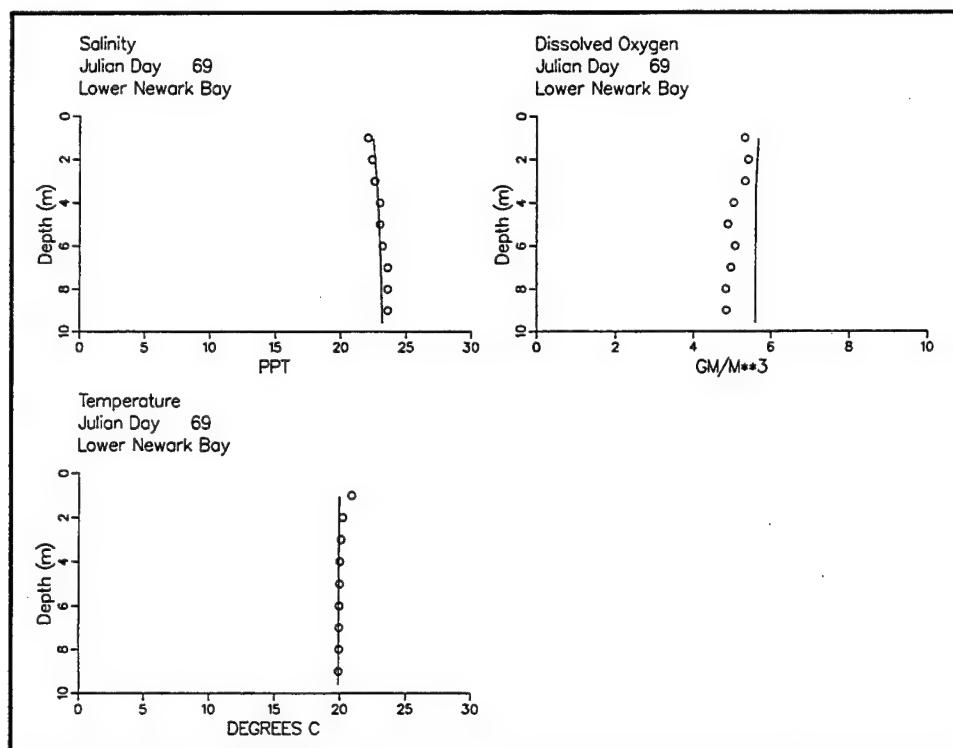 Salinity
Julian Day 69
Lower Newark Bay
0
2
4
6
8
10
Depth (m)
0 5 10 15 20 25 30
PPT
Dissolved Oxygen
Julian Day 69
Lower Newark Bay
0
2
4
6
8
10
Depth (m)
0 2 4 6 8 10
GM/M**3
Temperature
Julian Day 69
Lower Newark Bay
0
2
4
6
8
10
Depth (m)
0 5 10 15 20 25 30
DEGREES C